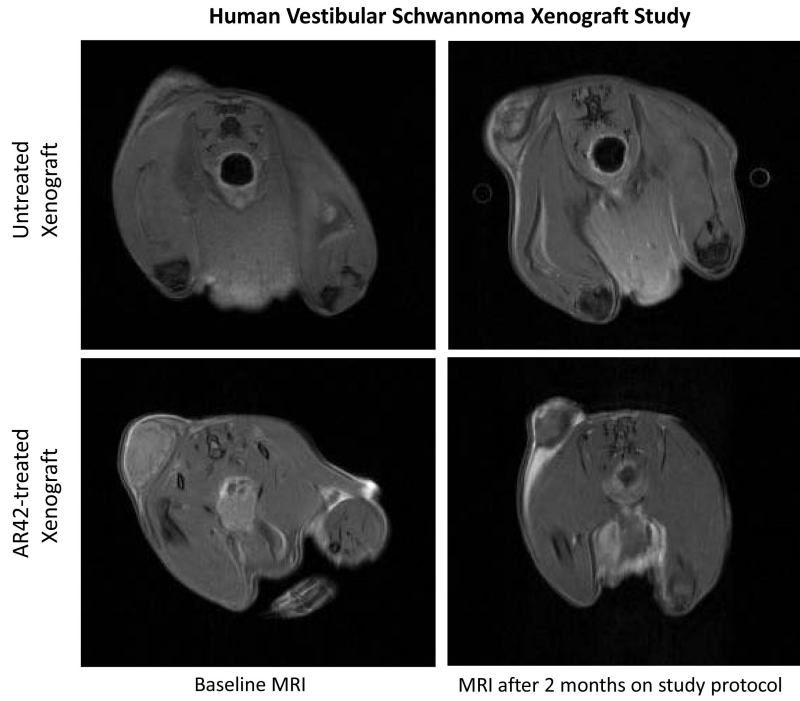 Human Vestibular Schwannoma Xenograft Study
Untreated
Xenograft
AR42-treated
Xenograft
Baseline MRI
MRI after 2 months on study protocol